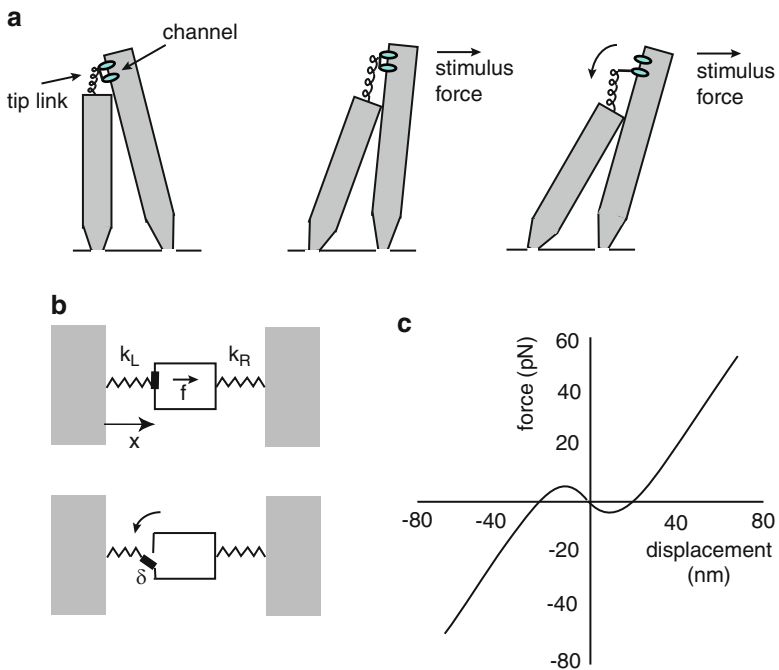 a
channel
tip link
stimulus
force
stimulus
force
b
k_L
k_R
f
x
δ
c
force (pN)
60
40
20
-80
-40
40
80
-20
-40
-60
-80
displacement
(nm)